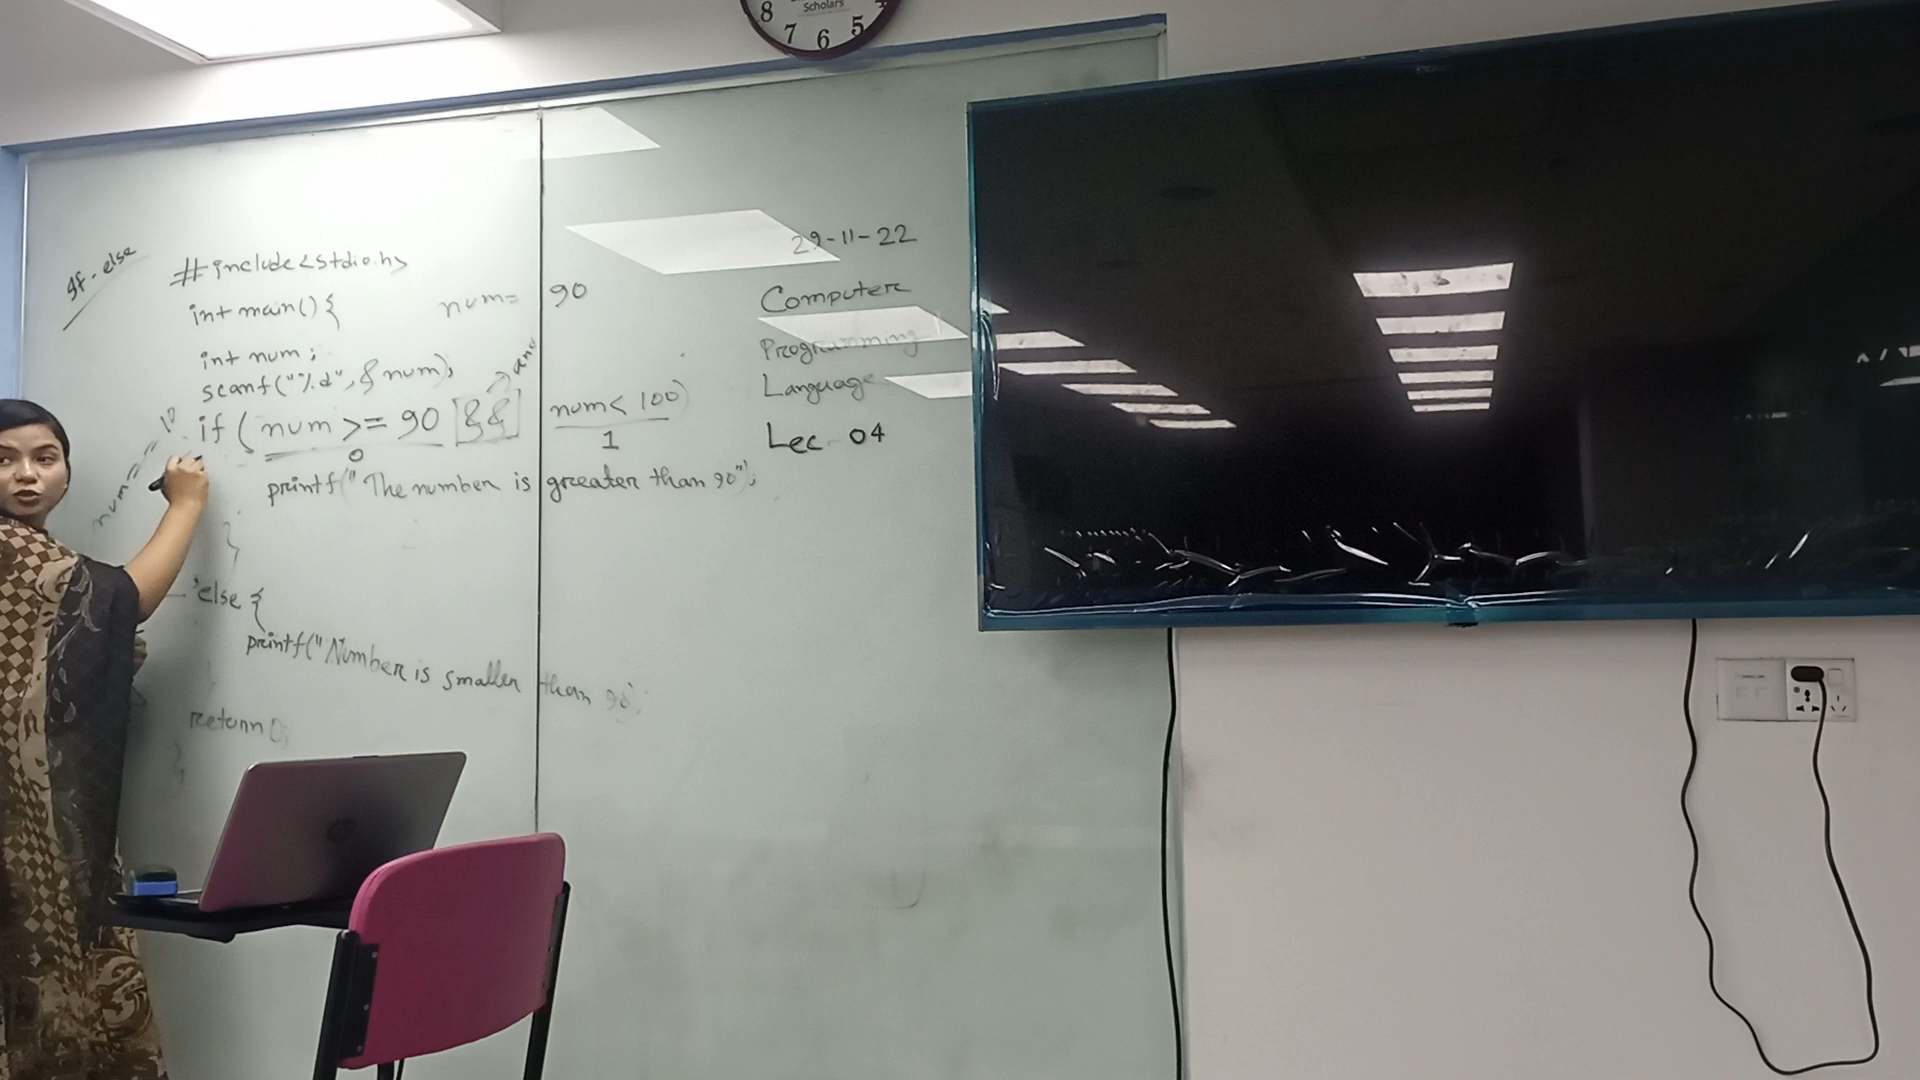 8 7 6 5
Scholars
If-else
#include<stdio.h>
int main(){
num= 90
int num;
scanf("%d", & num);
and
if ( num >= 90 [&&] num < 100)
0 1
num == 10
printf(" The number is greater than 90");
}
else {
printf(" Number is smaller than 90
return 0;
}
29-11-22
Computer
Programming
Language
Lec - 04